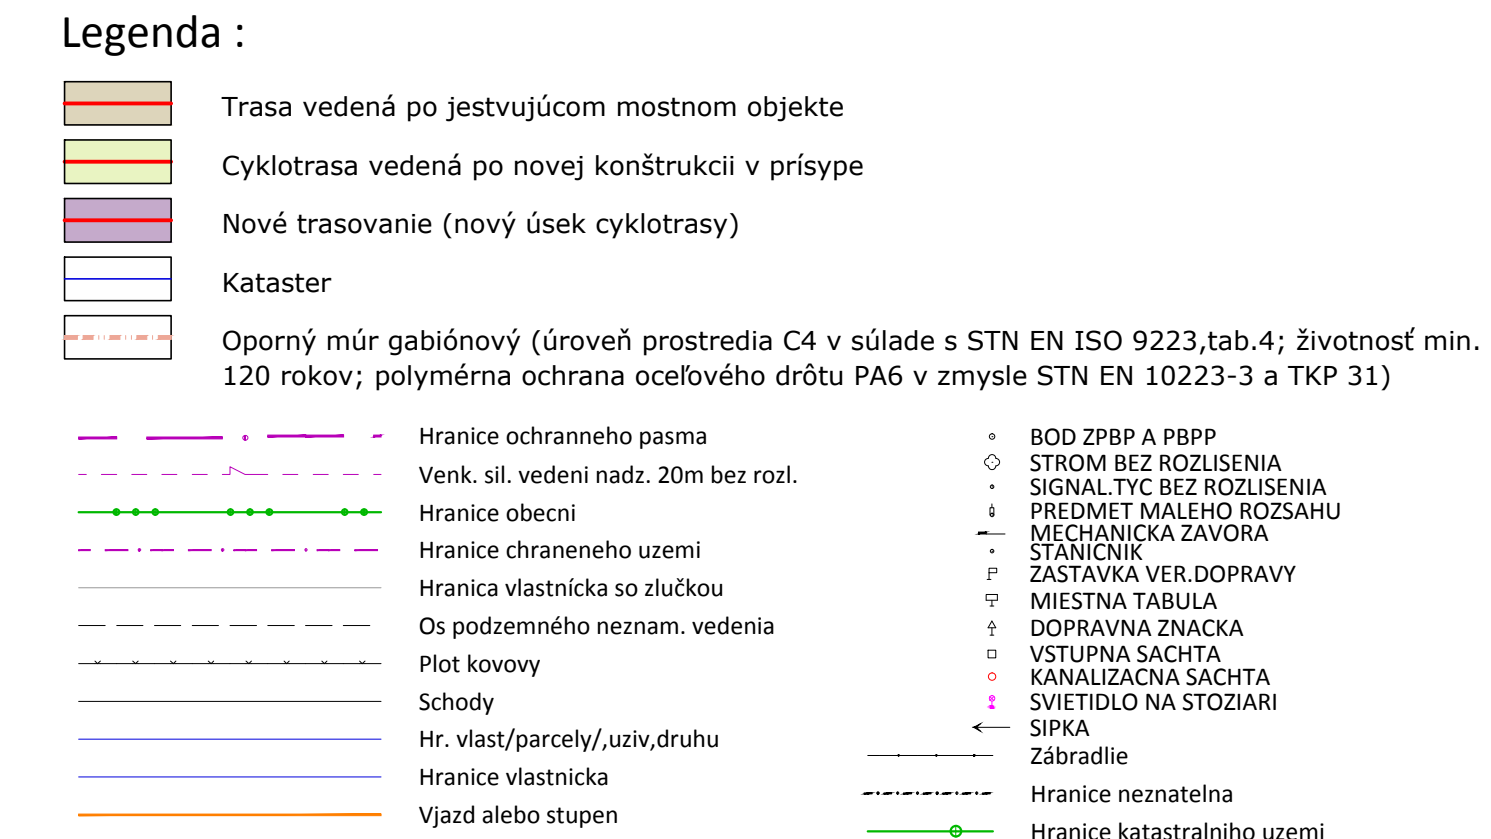 Legenda :
Trasa vedená po jestvujúcom mostnom objekte
Cyklotrasa vedená po novej konštrukcii v prísype
Nové trasovanie (nový úsek cyklotrasy)
Kataster
Oporný múr gabiónový (úroveň prostredia C4 v súlade s STN EN ISO 9223,tab.4; životnosť min.
120 rokov; polymérna ochrana oceľového drôtu PA6 v zmysle STN EN 10223-3 a TKP 31)
Hranice ochranneho pasma
Venk. sil. vedeni nadz. 20m bez rozl.
Hranice obecni
Hranice chraneneho uzemi
Hranica vlastnícka so zlučkou
Os podzemného neznam. vedenia
Plot kovovy
Schody
Hr. vlast/parcely/,uziv,druhu
Hranice vlastnicka
Vjazd alebo stupen
BOD ZPBP A PBPP
STROM BEZ ROZLISENIA
SIGNAL.TYC BEZ ROZLISENIA
PREDMET MALEHO ROZSAHU
MECHANICKA ZAVORA
STANICNIK
ZASTAVKA VER.DOPRAVY
MIESTNA TABULA
DOPRAVNA ZNACKA
VSTUPNA SACHTA
KANALIZACNA SACHTA
SVIETIDLO NA STOZIARI
SIPKA
Zábradlie
Hranice neznatelna
Hranice katastralniho uzemi